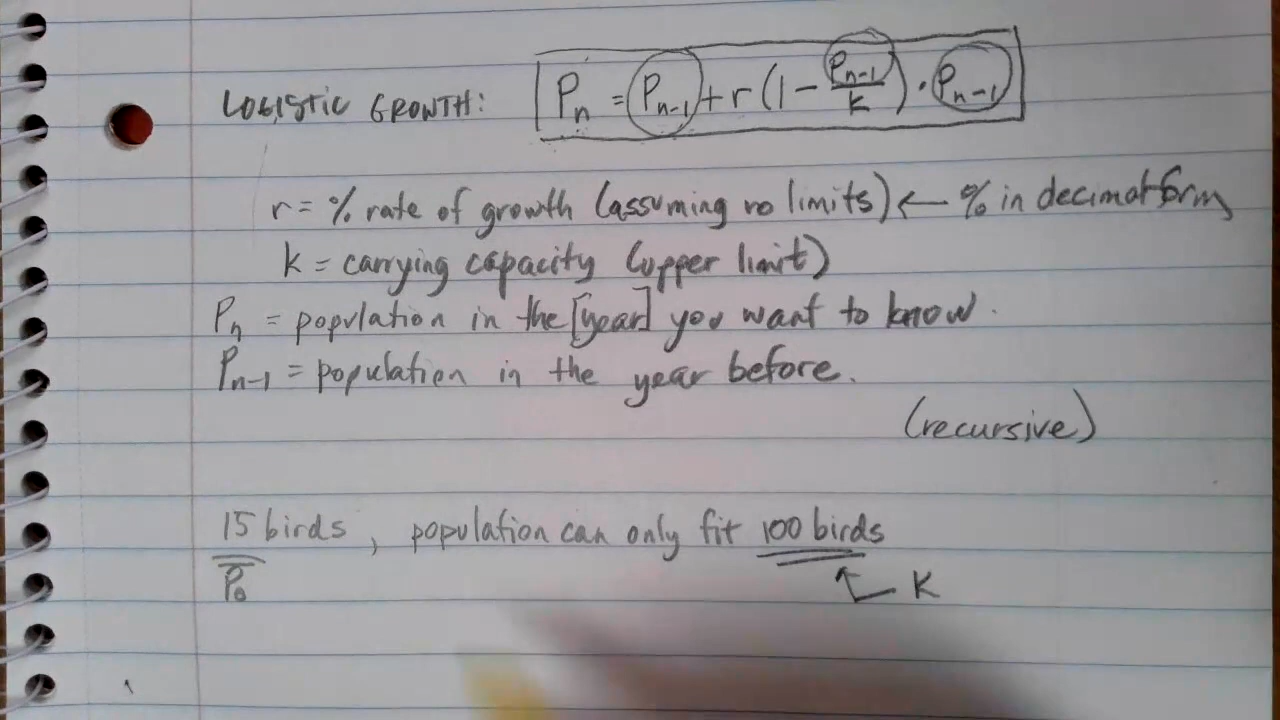 LOGISTIC GROWTH: Pn = Pn-1 + r(1 - Pn-1/K) · Pn-1
r = % rate of growth (assuming no limits) ← % in decimal form
K = carrying capacity (upper limit)
Pn = population in the [year] you want to know.
Pn-1 = population in the year before.
(recursive)
15 birds, population can only fit 100 birds
P0 K